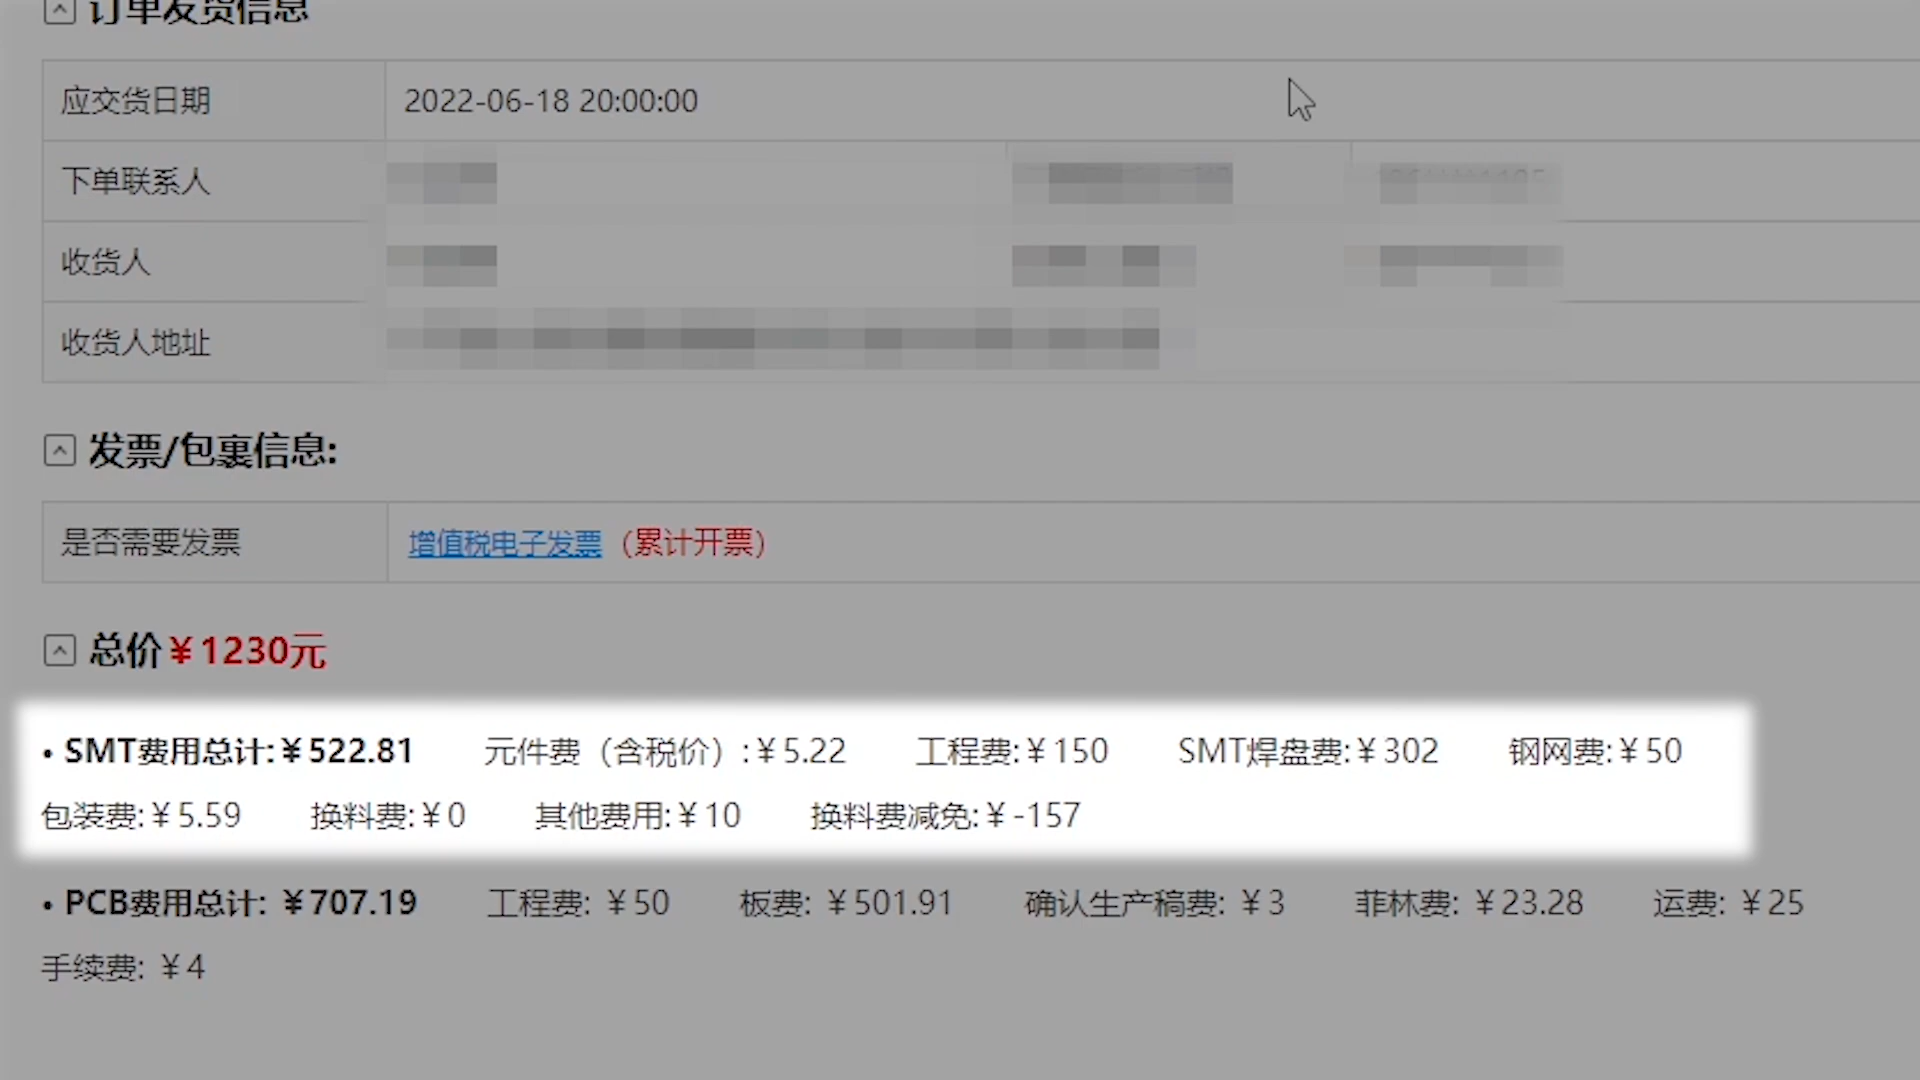 订单发货信息
应交货日期 2022-06-18 20:00:00
下单联系人
收货人
收货人地址
发票/包裹信息:
是否需要发票 增值税电子发票 (累计开票)
总价¥1230元
• SMT费用总计:¥522.81 元件费（含税价）:¥5.22 工程费:¥150 SMT焊盘费:¥302 钢网费:¥50
包装费:¥5.59 换料费:¥0 其他费用:¥10 换料费减免:¥-157
• PCB费用总计: ¥707.19 工程费: ¥50 板费: ¥501.91 确认生产稿费: ¥3 菲林费: ¥23.28 运费: ¥25
手续费: ¥4